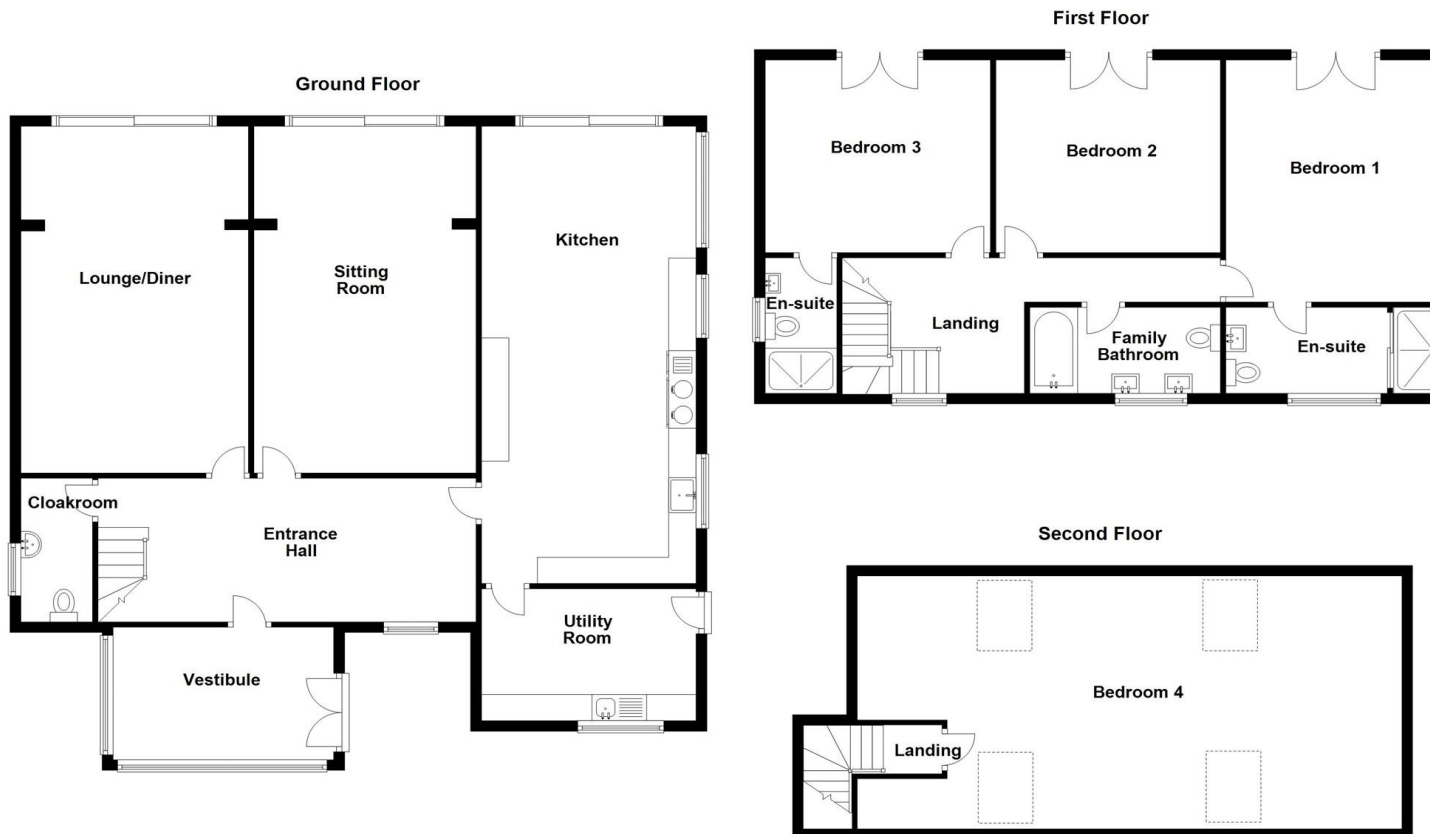 Ground Floor
Lounge/Diner
Sitting
Room
Kitchen
Cloakroom
Entrance
Hall
Utility
Room
Vestibule
First Floor
Bedroom 3
Bedroom 2
Bedroom 1
En-suite
Landing
Family
Bathroom
En-suite
Second Floor
Bedroom 4
Landing